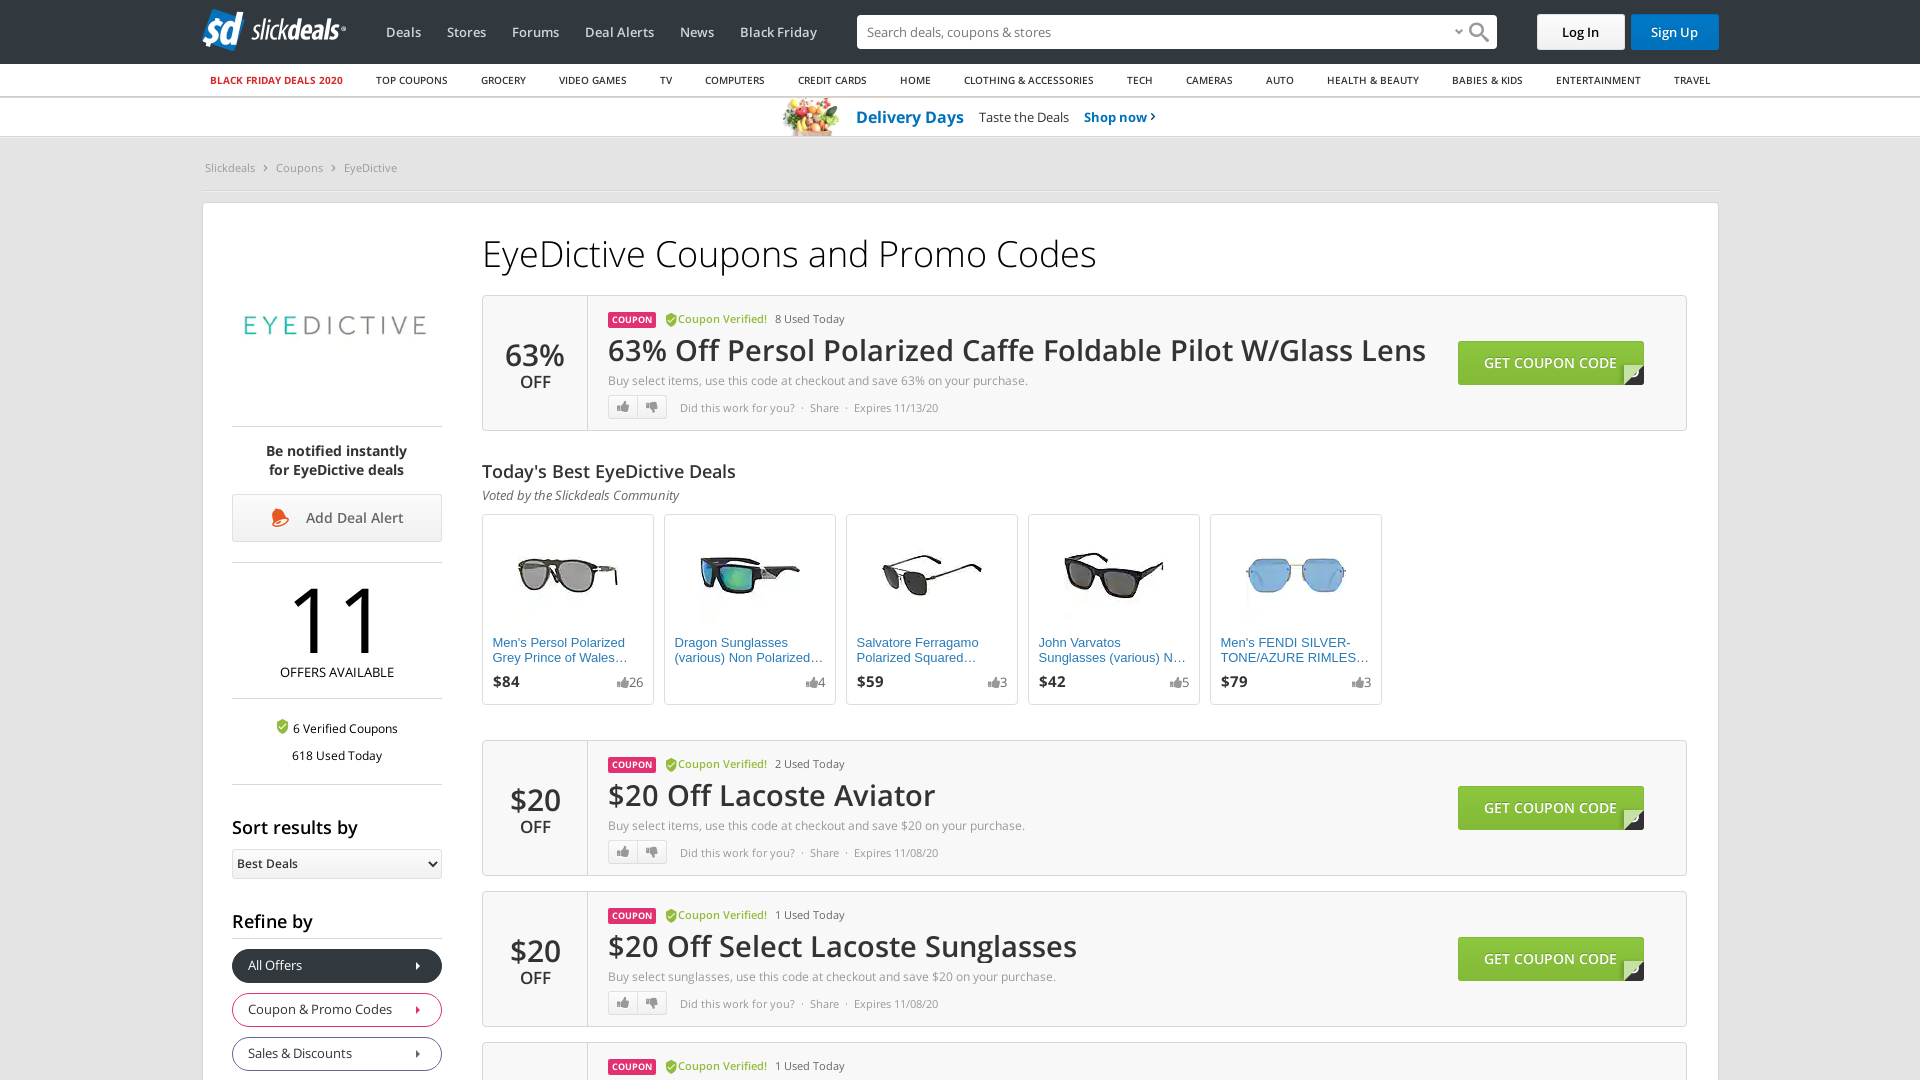 sd slickdeals
Deals Stores Forums Deal Alerts News Black Friday
Search deals, coupons & stores
Log In Sign Up
BLACK FRIDAY DEALS 2020 TOP COUPONS GROCERY VIDEO GAMES TV COMPUTERS CREDIT CARDS HOME CLOTHING & ACCESSORIES TECH CAMERAS AUTO HEALTH & BEAUTY BABIES & KIDS ENTERTAINMENT TRAVEL
Delivery Days Taste the Deals Shop now
Slickdeals Coupons EyeDictive
EYEDICTIVE
Be notified instantly
for EyeDictive deals
Add Deal Alert
11
OFFERS AVAILABLE
6 Verified Coupons
618 Used Today
Sort results by
Best Deals
Refine by
All Offers
Coupon & Promo Codes
Sales & Discounts
EyeDictive Coupons and Promo Codes
63%
OFF
COUPON Coupon Verified! 8 Used Today
63% Off Persol Polarized Caffe Foldable Pilot W/Glass Lens
Buy select items, use this code at checkout and save 63% on your purchase.
Did this work for you? · Share · Expires 11/13/20
GET COUPON CODE
Today's Best EyeDictive Deals
Voted by the Slickdeals Community
Men's Persol Polarized
Grey Prince of Wales…
$84 26
Dragon Sunglasses
(various) Non Polarized…
4
Salvatore Ferragamo
Polarized Squared…
$59 3
John Varvatos
Sunglasses (various) N…
$42 5
Men's FENDI SILVER-
TONE/AZURE RIMLES…
$79 3
$20
OFF
COUPON Coupon Verified! 2 Used Today
$20 Off Lacoste Aviator
Buy select items, use this code at checkout and save $20 on your purchase.
Did this work for you? · Share · Expires 11/08/20
GET COUPON CODE
$20
OFF
COUPON Coupon Verified! 1 Used Today
$20 Off Select Lacoste Sunglasses
Buy select sunglasses, use this code at checkout and save $20 on your purchase.
Did this work for you? · Share · Expires 11/08/20
GET COUPON CODE
COUPON Coupon Verified! 1 Used Today